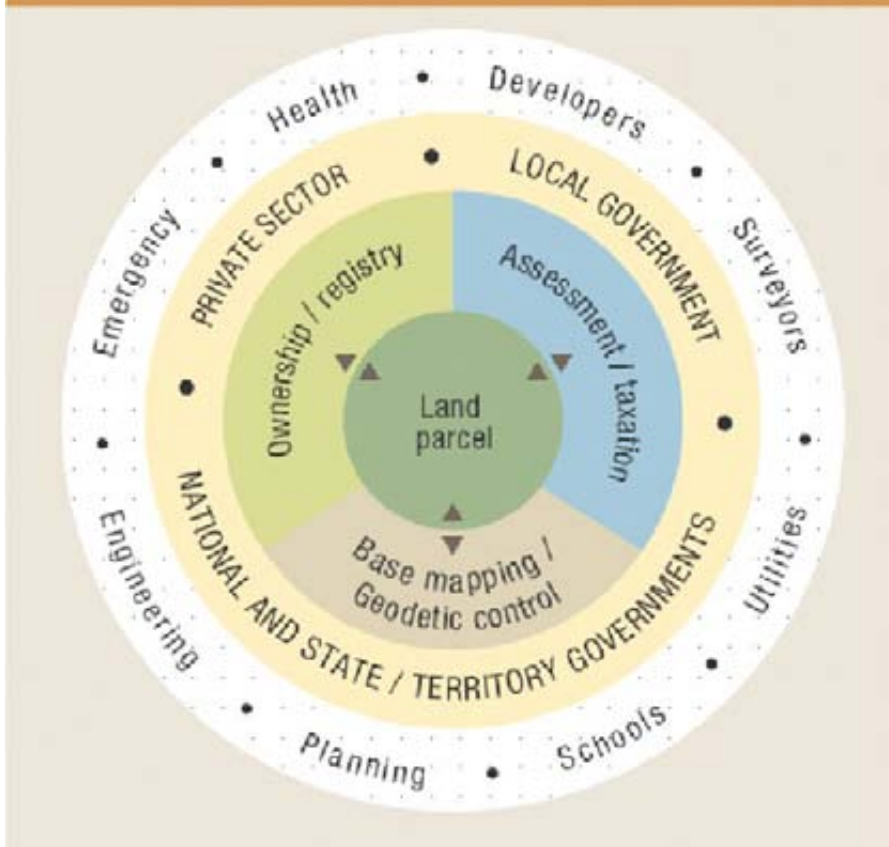 Health
Developers
Surveyors
Utilities
Schools
Planning
Engineering
Emergency
PRIVATE SECTOR
LOCAL GOVERNMENT
NATIONAL AND STATE / TERRITORY GOVERNMENTS
Ownership / registry
Assessment / taxation
Base mapping /
Geodetic control
Land
parcel